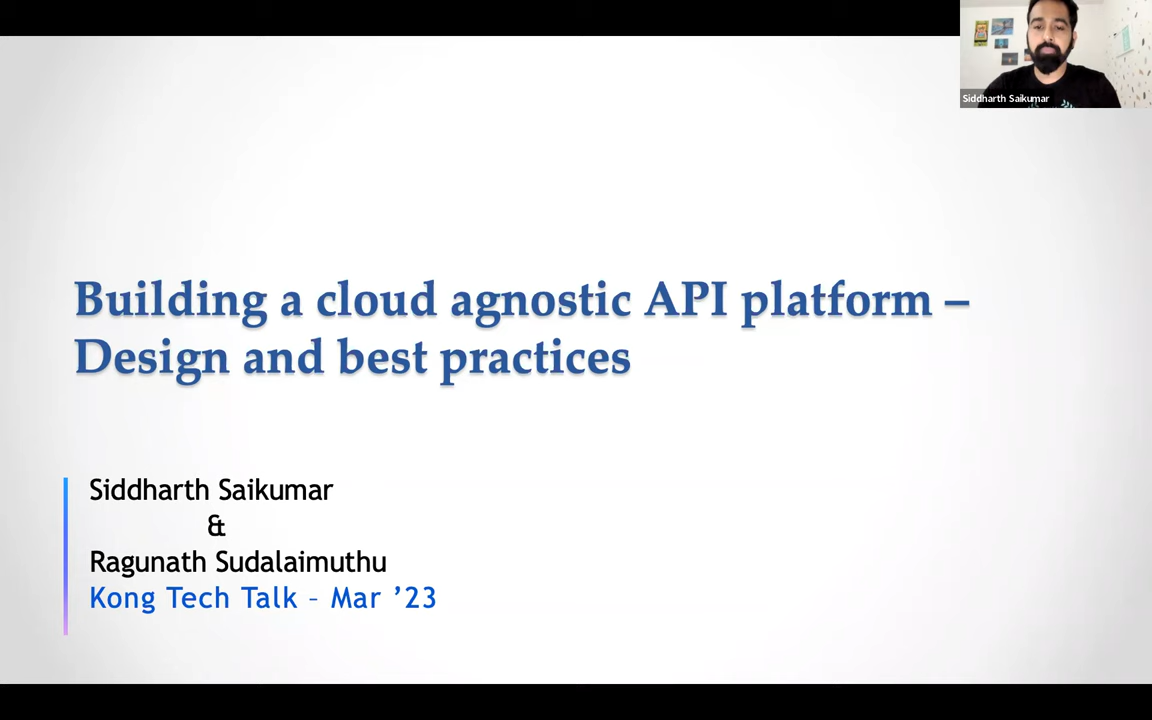 Siddharth Saikumar
Building a cloud agnostic API platform –
Design and best practices
Siddharth Saikumar
&
Ragunath Sudalaimuthu
Kong Tech Talk – Mar ’23